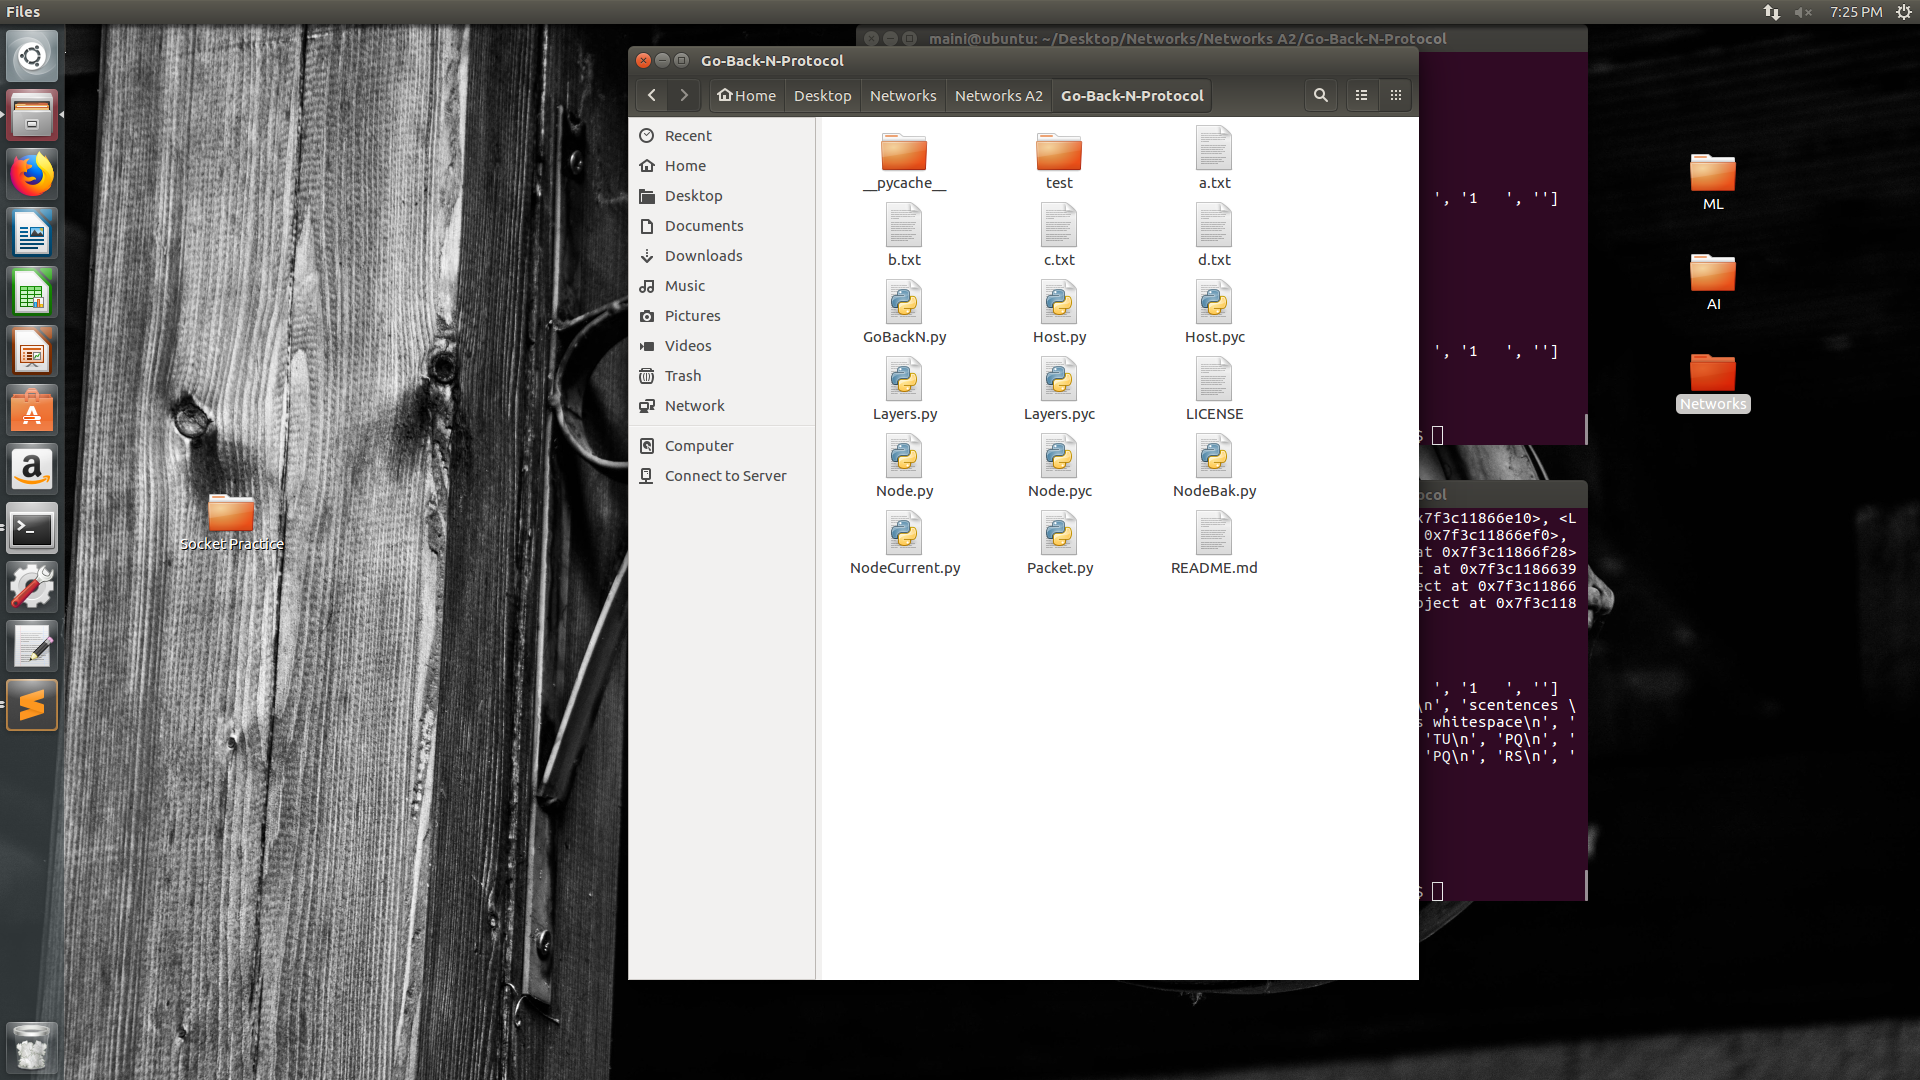 Files
7:25 PM
maini@ubuntu: ~/Desktop/Networks/Networks A2/Go-Back-N-Protocol
Go-Back-N-Protocol
Home
Desktop
Networks
Networks A2
Go-Back-N-Protocol
Recent
Home
Desktop
Documents
Downloads
Music
Pictures
Videos
Trash
Network
Computer
Connect to Server
__pycache__
test
a.txt
b.txt
c.txt
d.txt
GoBackN.py
Host.py
Host.pyc
Layers.py
Layers.pyc
LICENSE
Node.py
Node.pyc
NodeBak.py
NodeCurrent.py
Packet.py
README.md
Socket Practice
ML
AI
Networks
', '1   ', '']
', '1   ', '']
ocol
x7f3c11866e10>, <L
0x7f3c11866ef0>,
at 0x7f3c11866f28>
t at 0x7f3c1186639
ect at 0x7f3c11866
bject at 0x7f3c118
', '1   ', '']
\n', 'scentences \
s whitespace\n', '
'TU\n', 'PQ\n', '
'PQ\n', 'RS\n', '